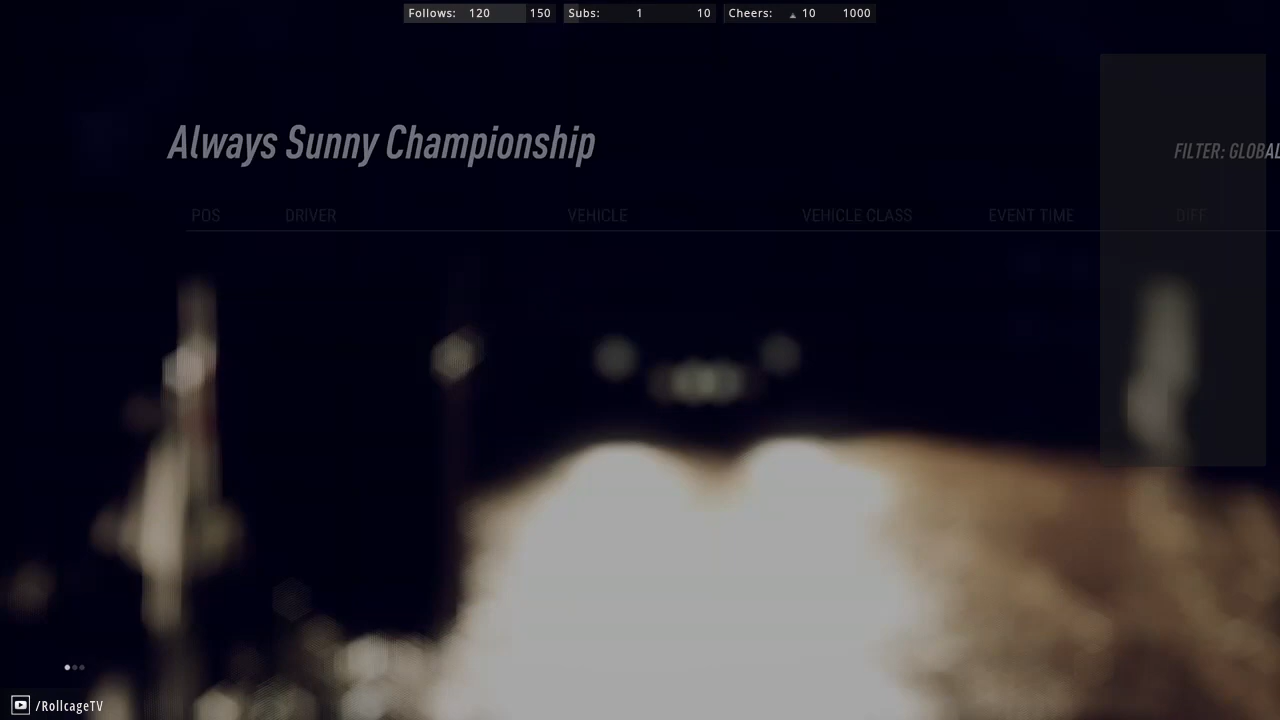 Follows: 120 150 Subs: 1 10 Cheers: 10 1000
Always Sunny Championship
FILTER: GLOBAL
POS DRIVER VEHICLE VEHICLE CLASS EVENT TIME DIFF
/RollcageTV